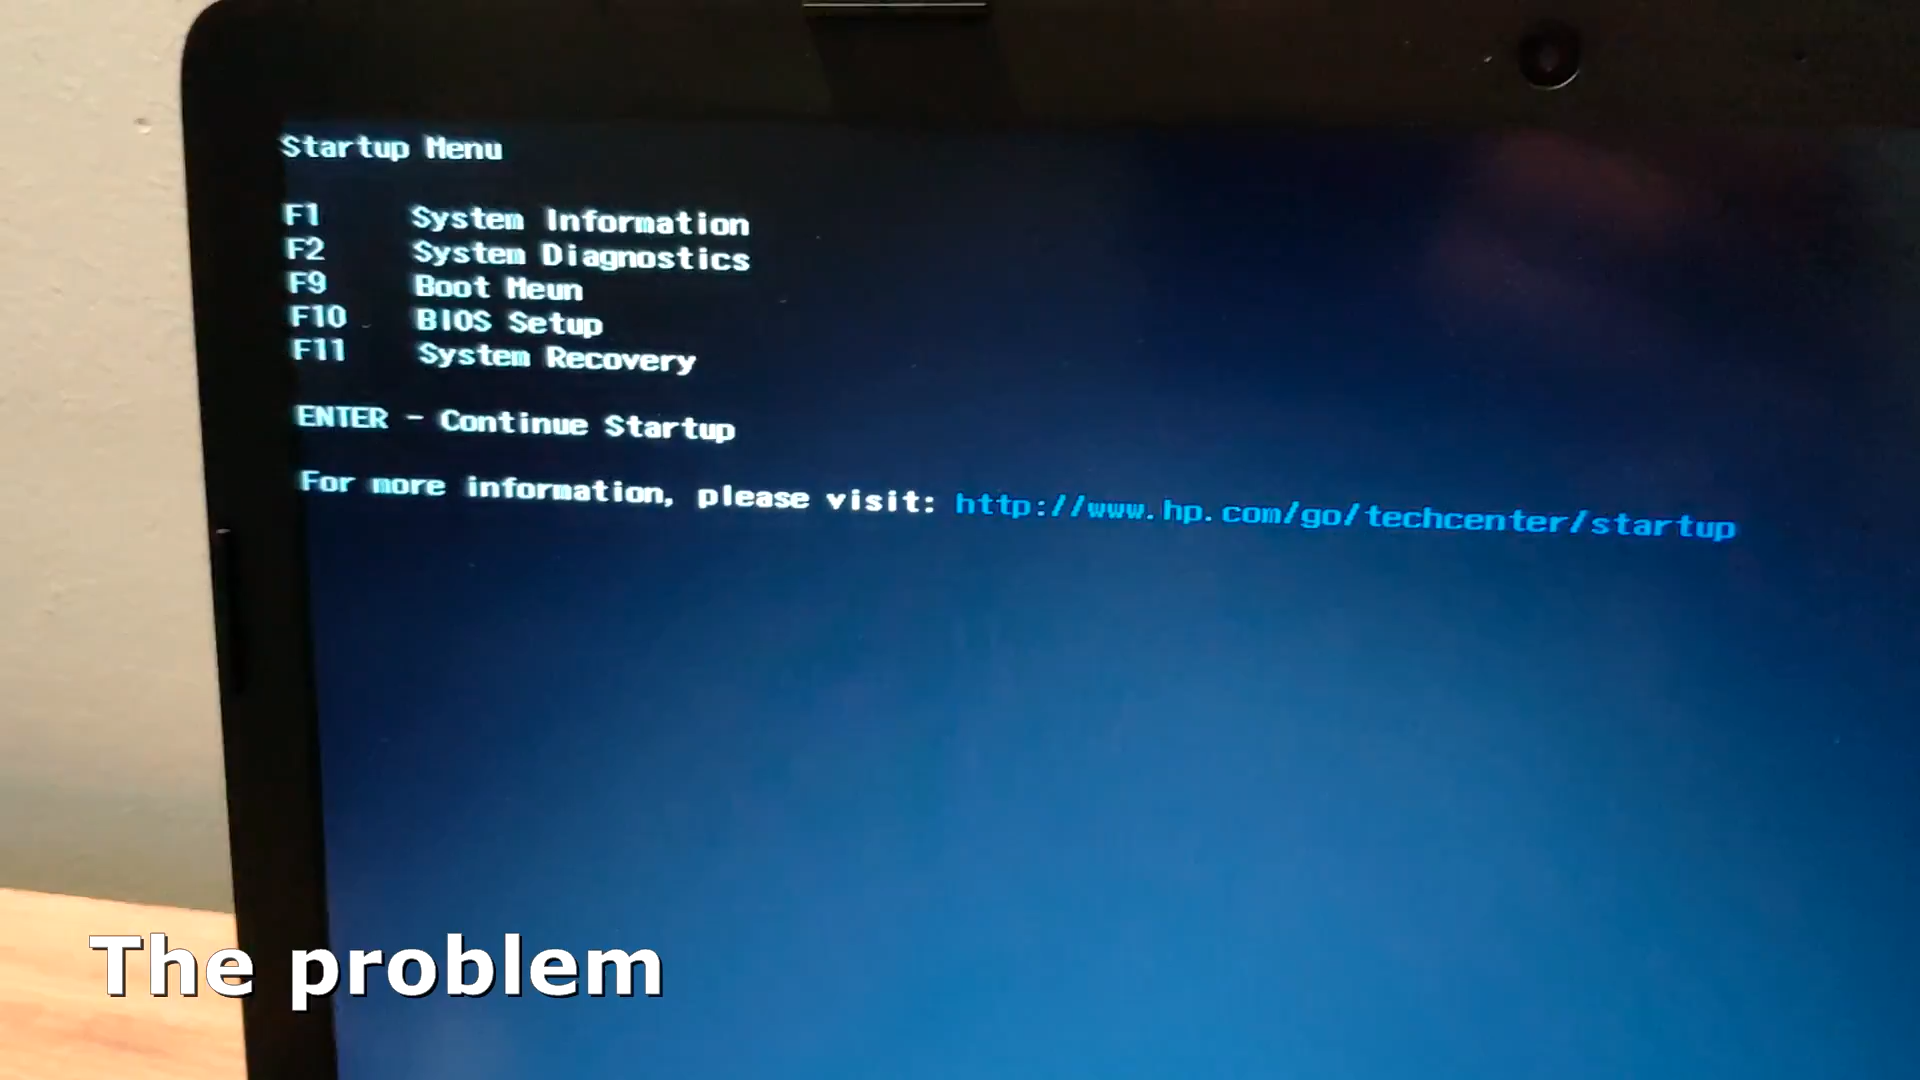 Startup Menu
F1 System Information
F2 System Diagnostics
F9 Boot Meun
F10 BIOS Setup
F11 System Recovery
ENTER - Continue Startup
For more information, please visit: http://www.hp.com/go/techcenter/startup
The problem